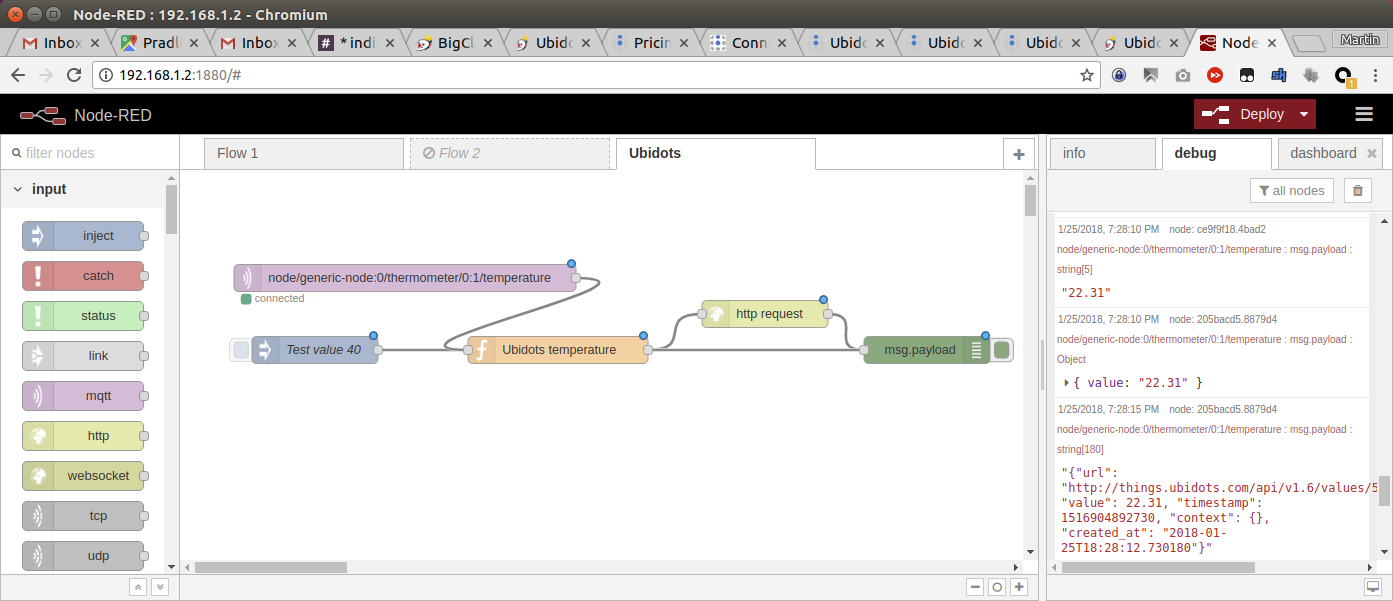 Node-RED : 192.168.1.2 - Chromium
Inbo
Pradl
Inbo
* indi
BigCl
Ubido
Pricin
Conn
Ubido
Ubido
Ubido
Ubido
Node
Martin
192.168.1.2:1880/#
1
Node-RED
Deploy
filter nodes
input
inject
catch
status
link
mqtt
http
websocket
tcp
udp
Flow 1
Flow 2
Ubidots
node/generic-node:0/thermometer/0:1/temperature
connected
Test value 40
Ubidots temperature
http request
msg.payload
info
debug
dashboard
all nodes
1/25/2018, 7:28:10 PM node: ce9f9f18.4bad2
node/generic-node:0/thermometer/0:1/temperature : msg.payload :
string[5]
"22.31"
1/25/2018, 7:28:10 PM node: 205bacd5.8879d4
node/generic-node:0/thermometer/0:1/temperature : msg.payload :
Object
{ value: "22.31" }
1/25/2018, 7:28:15 PM node: 205bacd5.8879d4
node/generic-node:0/thermometer/0:1/temperature : msg.payload :
string[180]
"{"url":
"http://things.ubidots.com/api/v1.6/values/5
"value": 22.31, "timestamp":
1516904892730, "context": {},
"created_at": "2018-01-
25T18:28:12.730180"}"